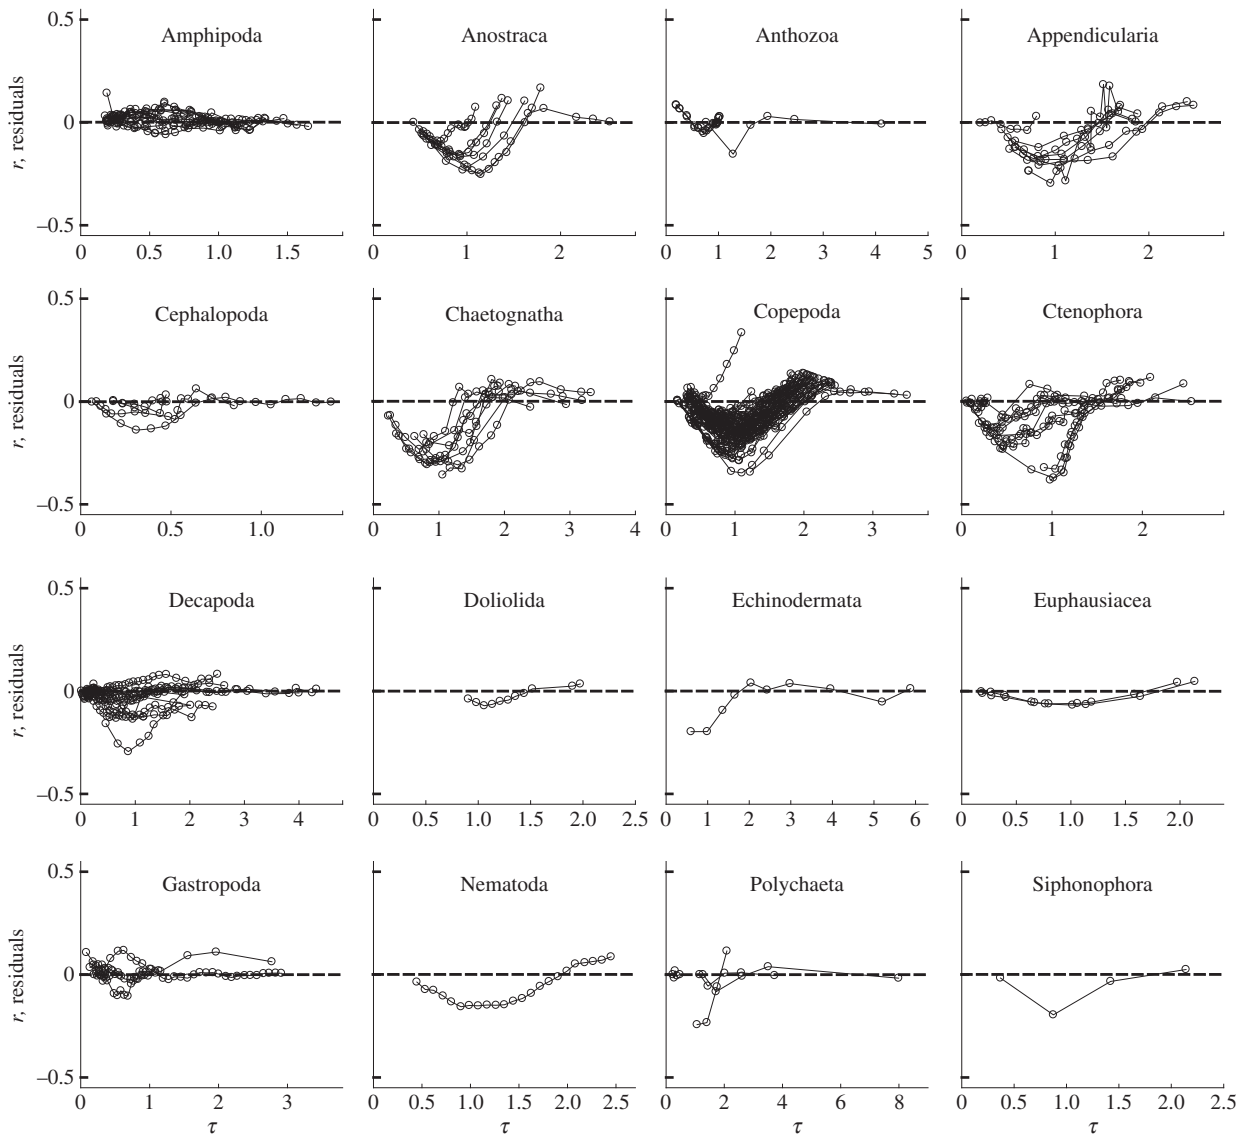 0.5
Amphipoda
Anostraca
Anthozoa
Appendicularia
r, residuals
0
–0.5
0 0.5 1.0 1.5
0 1 2
0 1 2 3 4 5
0 1 2
0.5
Cephalopoda
Chaetognatha
Copepoda
Ctenophora
r, residuals
0
–0.5
0 0.5 1.0
0 1 2 3 4
0 1 2 3
0 1 2
0.5
Decapoda
Doliolida
Echinodermata
Euphausiacea
r, residuals
0
–0.5
0 1 2 3 4
0 0.5 1.0 1.5 2.0 2.5
0 1 2 3 4 5 6
0 0.5 1.0 1.5 2.0
0.5
Gastropoda
Nematoda
Polychaeta
Siphonophora
r, residuals
0
–0.5
0 1 2 3
0 0.5 1.0 1.5 2.0 2.5
0 2 4 6 8
0 0.5 1.0 1.5 2.0 2.5
τ
τ
τ
τ